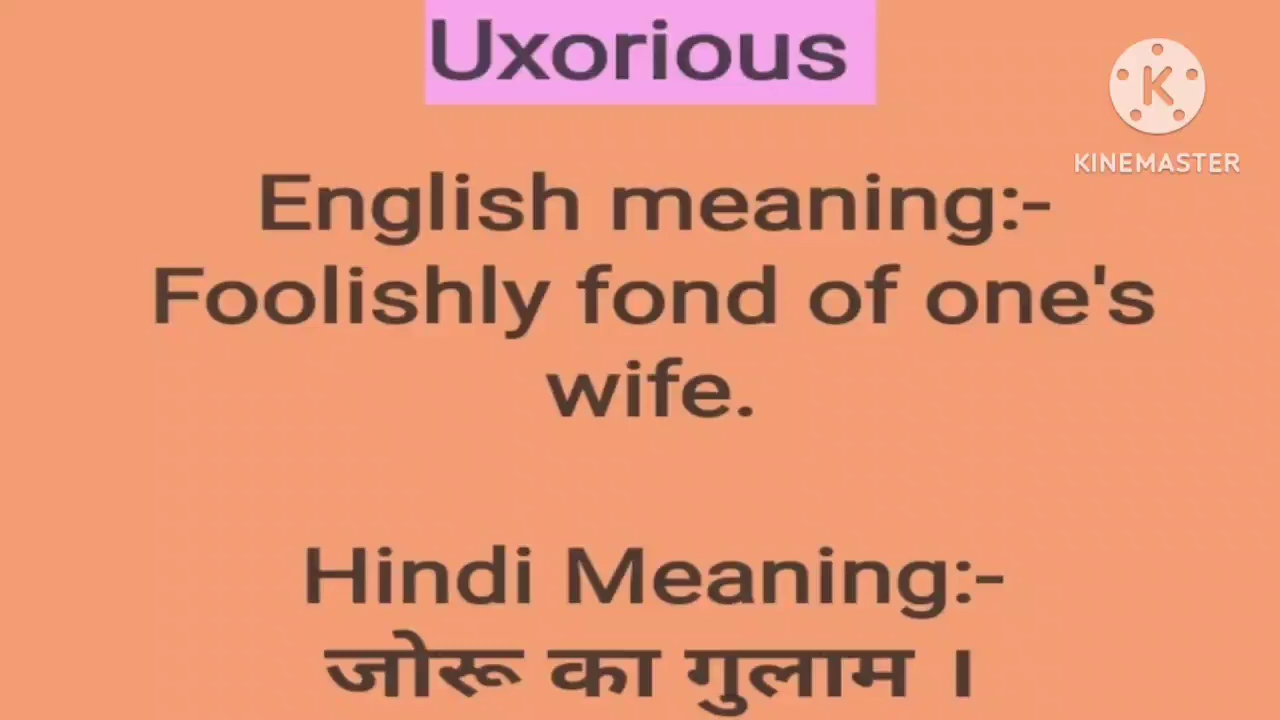 Uxorious
K
KINEMASTER
English meaning:-
Foolishly fond of one's
wife.
Hindi Meaning:-
जोरू का गुलाम ।